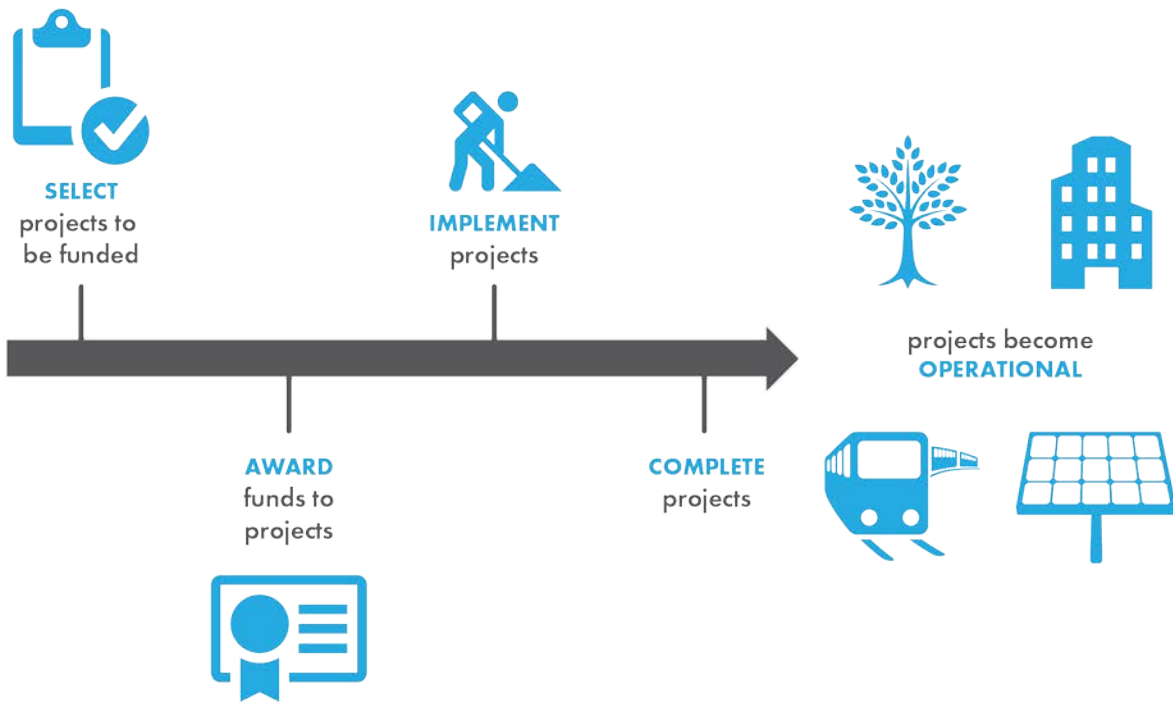 SELECT
projects to
be funded
AWARD
funds to
projects
IMPLEMENT
projects
COMPLETE
projects
projects become
OPERATIONAL